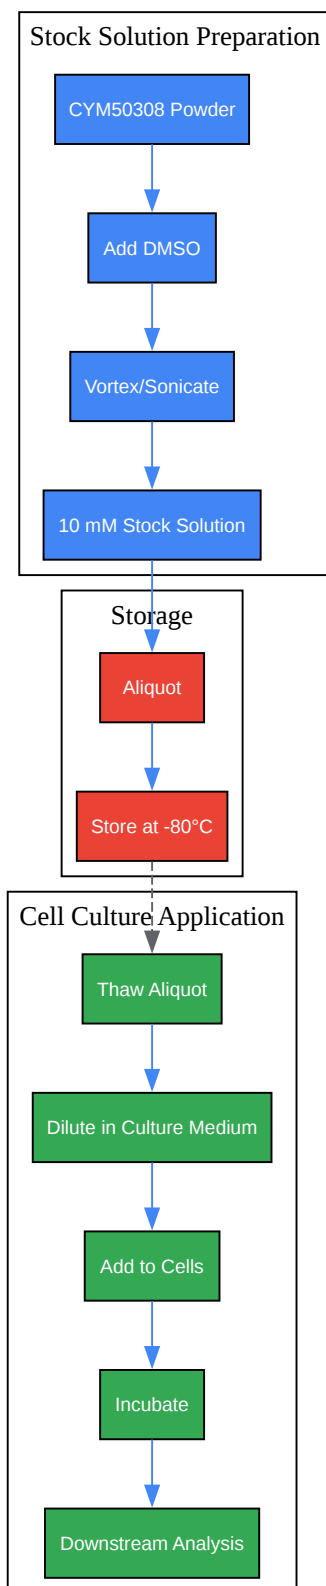 Stock Solution Preparation
CYM50308 Powder
Add DMSO
Vortex/Sonicate
10 mM Stock Solution
Storage
Aliquot
Store at -80°C
Cell Culture Application
Thaw Aliquot
Dilute in Culture Medium
Add to Cells
Incubate
Downstream Analysis